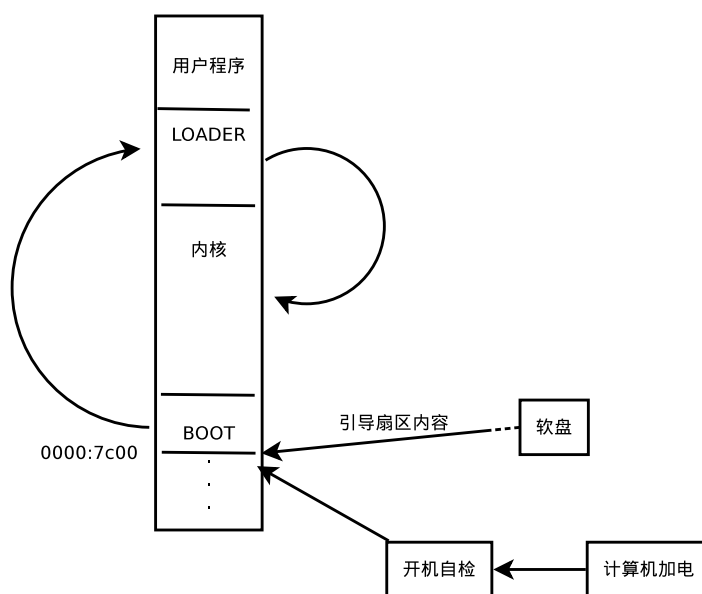 用户程序
LOADER
内核
引导扇区内容
软盘
BOOT
0000:7c00
开机自检
计算机加电